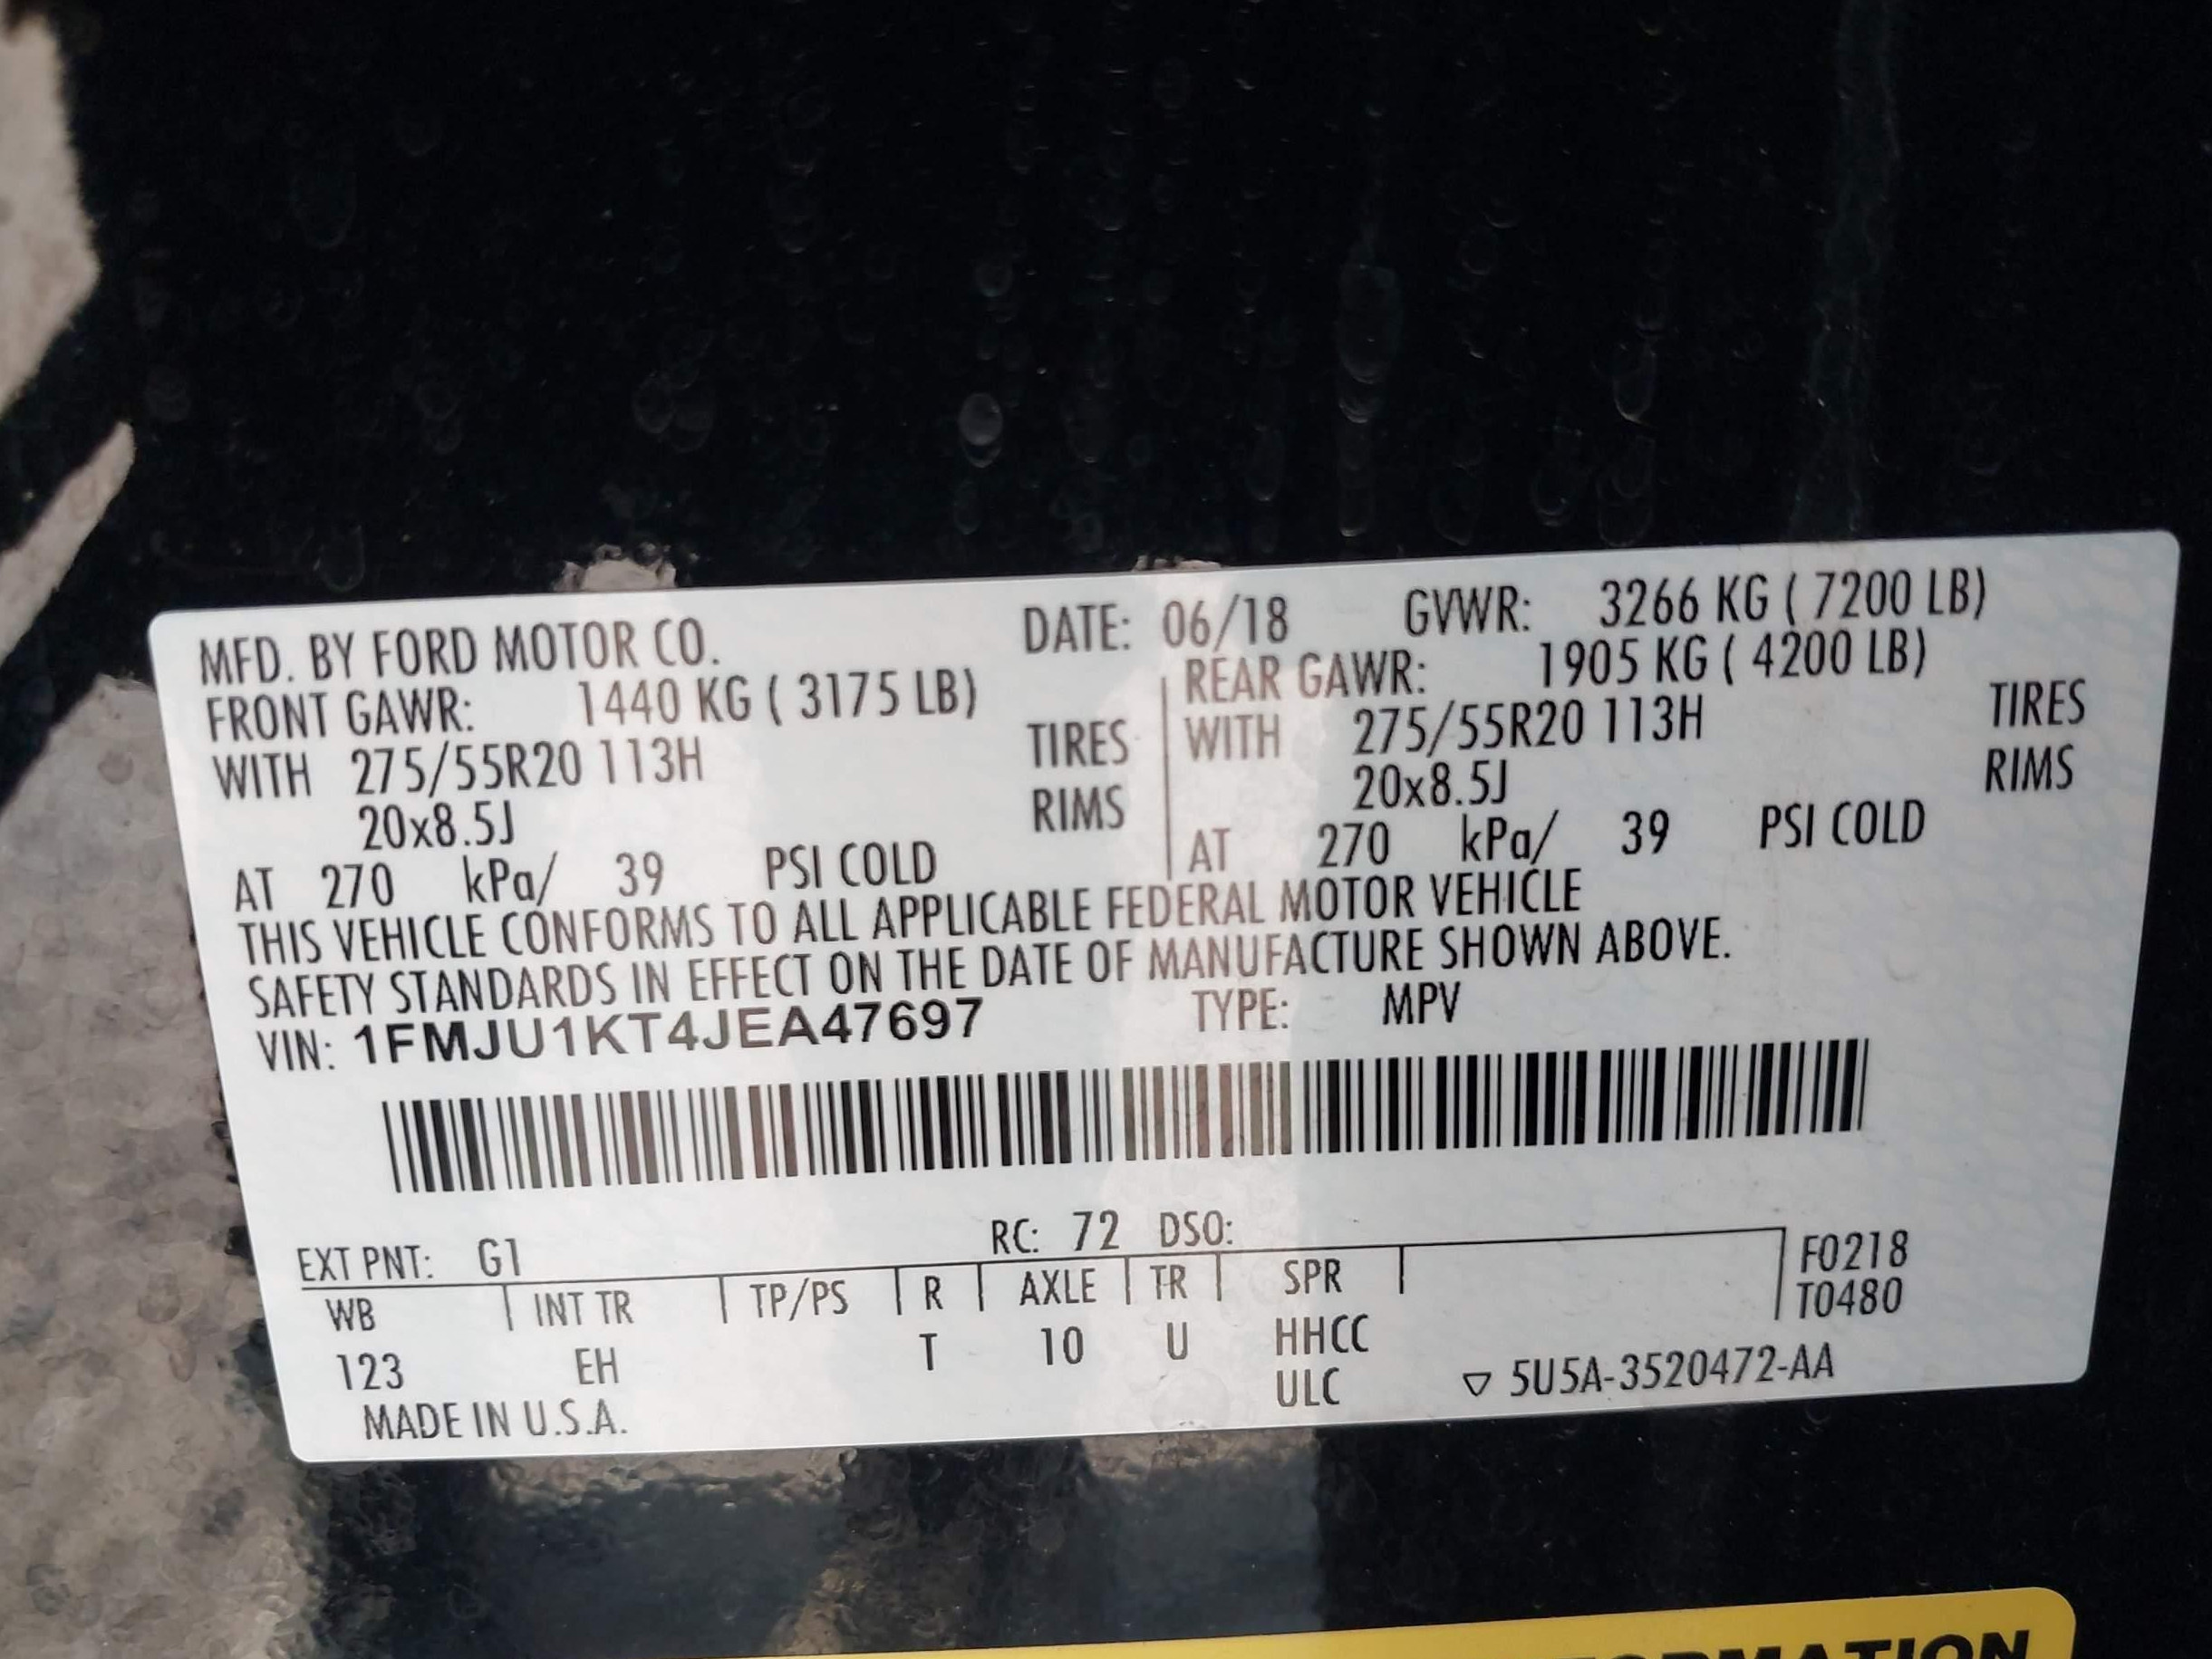 MFD. BY FORD MOTOR CO. DATE: 06/18 GVWR: 3266 KG ( 7200 LB)
FRONT GAWR: 1440 KG ( 3175 LB) REAR GAWR: 1905 KG ( 4200 LB)
WITH 275/55R20 113H TIRES WITH 275/55R20 113H TIRES
20x8.5J RIMS 20x8.5J RIMS
AT 270 kPa/ 39 PSI COLD AT 270 kPa/ 39 PSI COLD
THIS VEHICLE CONFORMS TO ALL APPLICABLE FEDERAL MOTOR VEHICLE
SAFETY STANDARDS IN EFFECT ON THE DATE OF MANUFACTURE SHOWN ABOVE.
VIN: 1FMJU1KT4JEA47697 TYPE: MPV
EXT PNT: G1 RC: 72 DSO:
WB INT TR TP/PS R AXLE TR SPR F0218
T0480
123 EH T 10 U HHCC
ULC ▽ 5U5A-3520472-AA
MADE IN U.S.A.